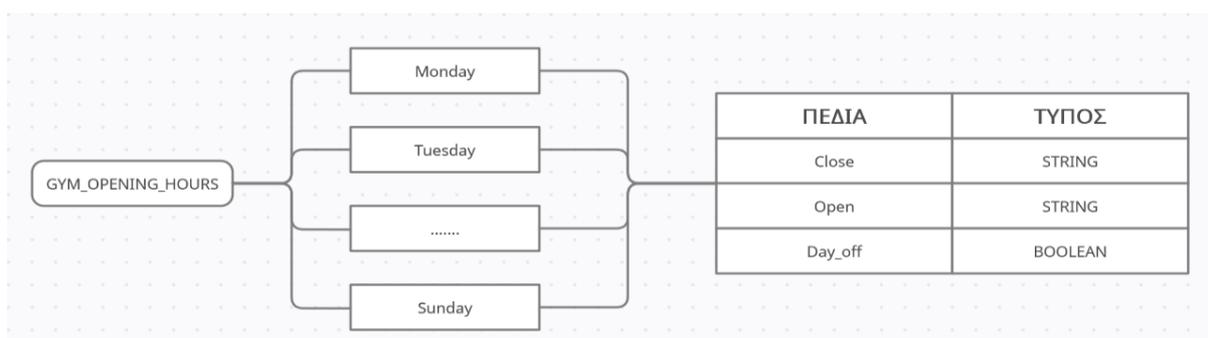 GYM_OPENING_HOURS
Monday
Tuesday
.......
Sunday
ΠΕΔΙΑ ΤΥΠΟΣ
Close STRING
Open STRING
Day_off BOOLEAN